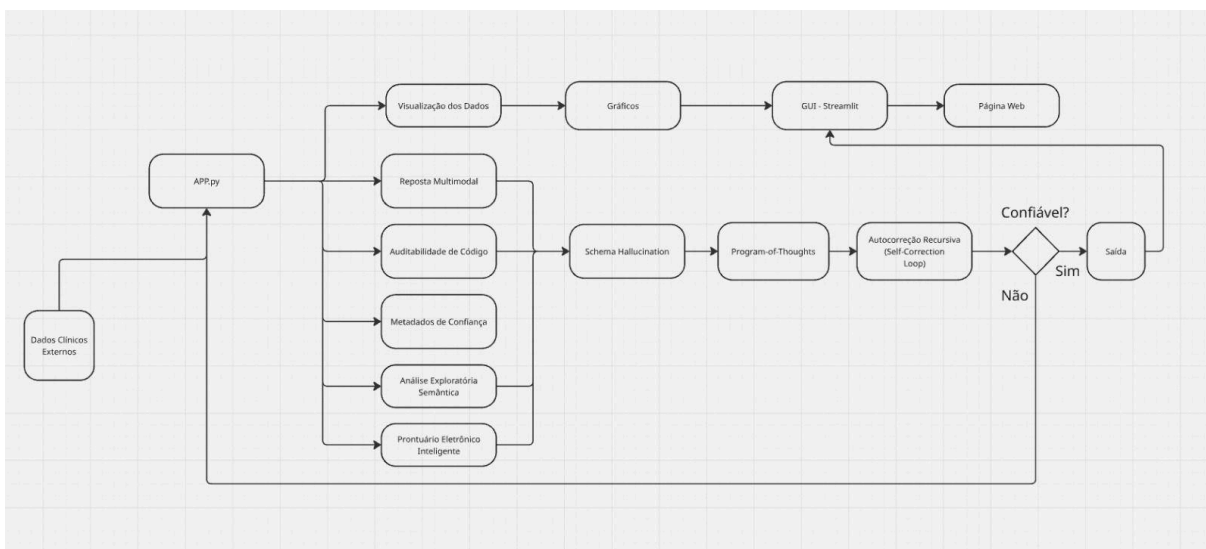 Visualização dos Dados
Gráficos
GUI - Streamlit
Página Web
APP.py
Reposta Multimodal
Auditabilidade de Código
Schema Hallucination
Program-of-Thoughts
Autocorreção Recursiva
(Self-Correction
Loop)
Confiável?
Sim
Saída
Não
Metadados de Confiança
Dados Clínicos
Externos
Análise Exploratória
Semântica
Prontuário Eletrônico
Inteligente